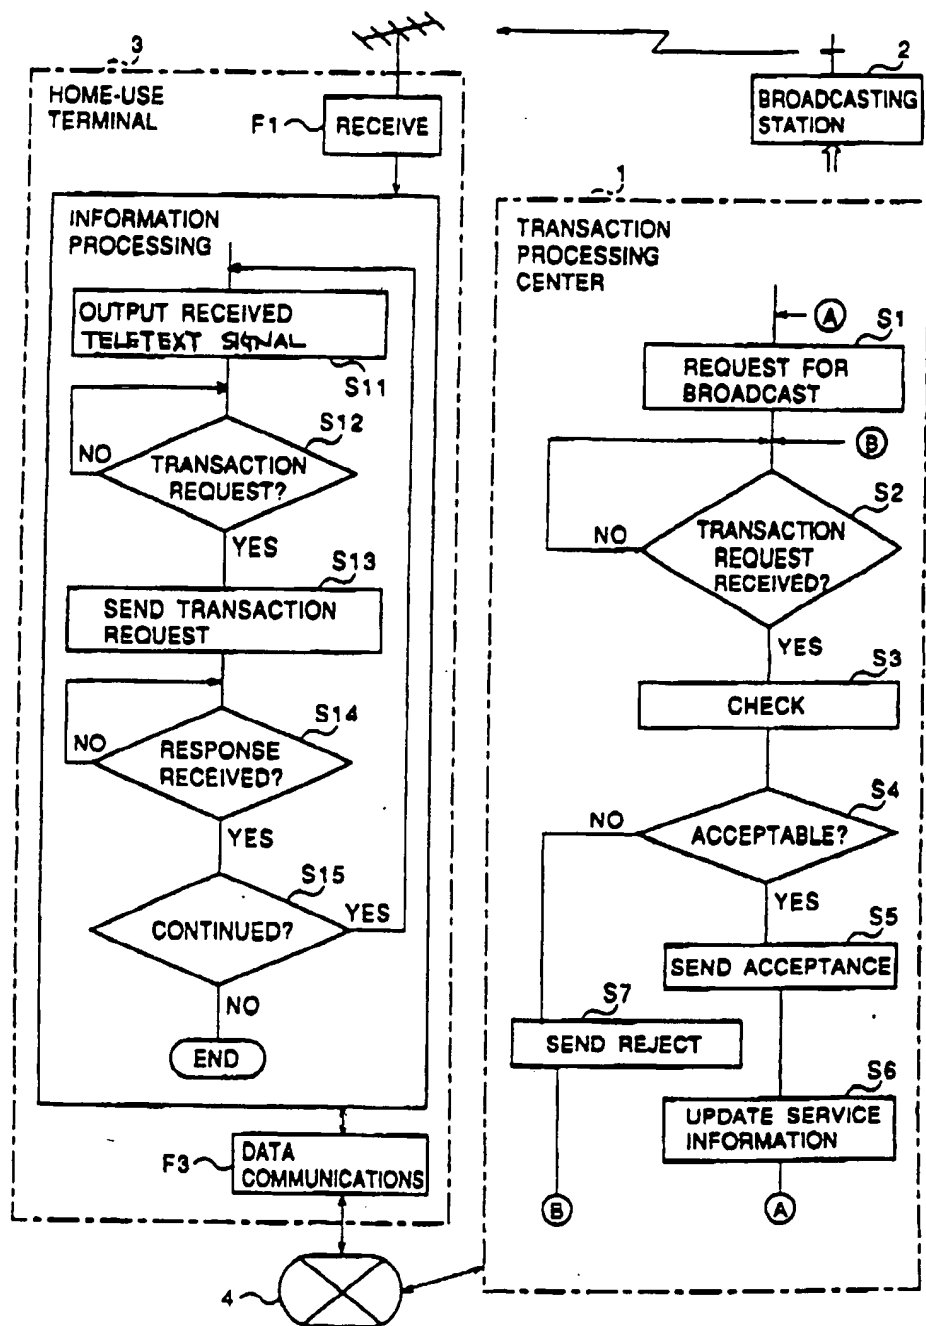 3
HOME-USE
TERMINAL
F1
RECEIVE
2
BROADCASTING
STATION
INFORMATION
PROCESSING
OUTPUT RECEIVED
TELETEXT SIGNAL
S11
S12
NO
TRANSACTION
REQUEST?
YES
S13
SEND TRANSACTION
REQUEST
S14
NO
RESPONSE
RECEIVED?
YES
S15
CONTINUED?
YES
NO
END
F3
DATA
COMMUNICATIONS
4
1
TRANSACTION
PROCESSING
CENTER
A
S1
REQUEST FOR
BROADCAST
B
S2
NO
TRANSACTION
REQUEST
RECEIVED?
YES
S3
CHECK
S4
NO
ACCEPTABLE?
YES
S5
SEND ACCEPTANCE
S7
SEND REJECT
S6
UPDATE SERVICE
INFORMATION
B
A